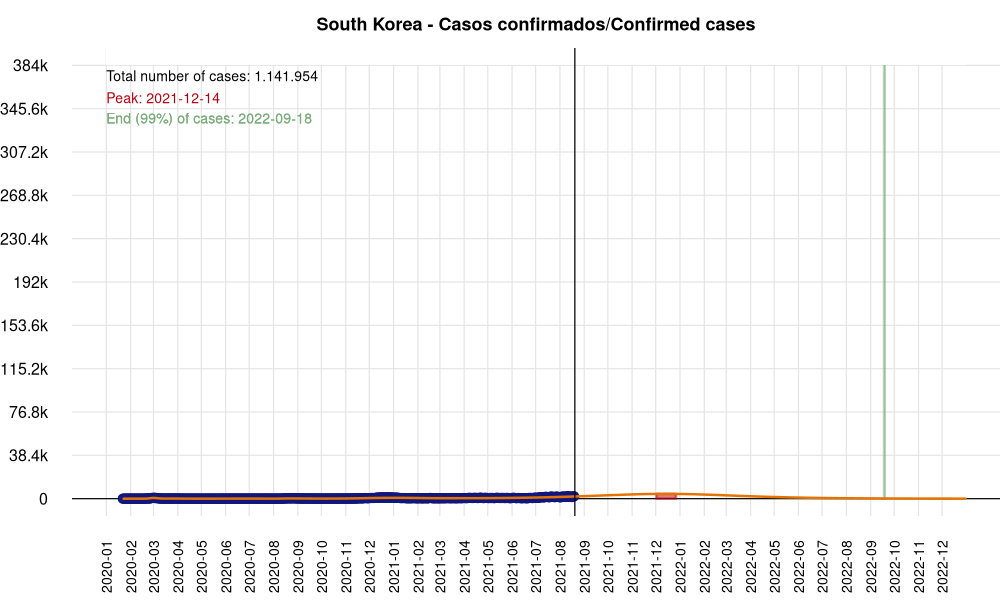 South Korea - Casos confirmados/Confirmed cases
Total number of cases: 1.141.954
Peak: 2021-12-14
End (99%) of cases: 2022-09-18
384k
345.6k
307.2k
268.8k
230.4k
192k
153.6k
115.2k
76.8k
38.4k
0
2020-01
2020-02
2020-03
2020-04
2020-05
2020-06
2020-07
2020-08
2020-09
2020-10
2020-11
2020-12
2021-01
2021-02
2021-03
2021-04
2021-05
2021-06
2021-07
2021-08
2021-09
2021-10
2021-11
2021-12
2022-01
2022-02
2022-03
2022-04
2022-05
2022-06
2022-07
2022-08
2022-09
2022-10
2022-11
2022-12